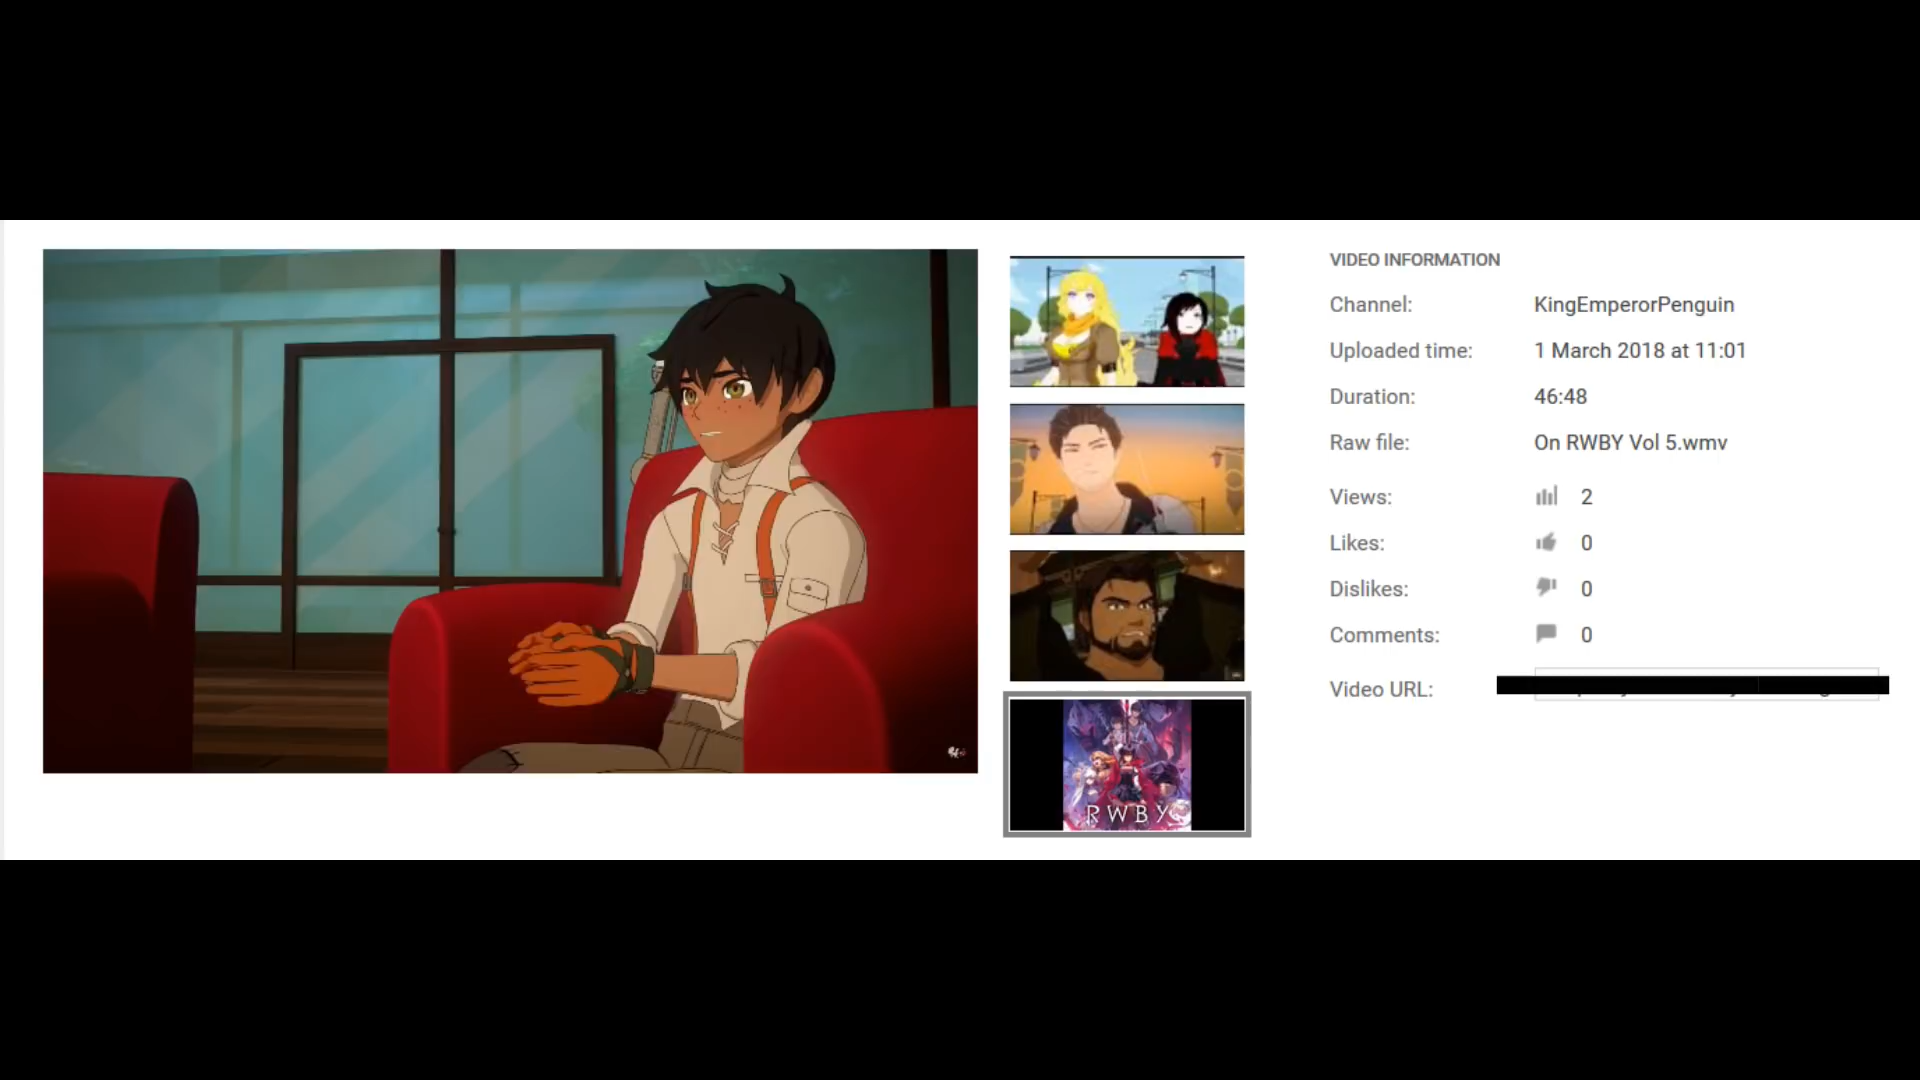 RWBY
VIDEO INFORMATION
Channel: KingEmperorPenguin
Uploaded time: 1 March 2018 at 11:01
Duration: 46:48
Raw file: On RWBY Vol 5.wmv
Views: 2
Likes: 0
Dislikes: 0
Comments: 0
Video URL: